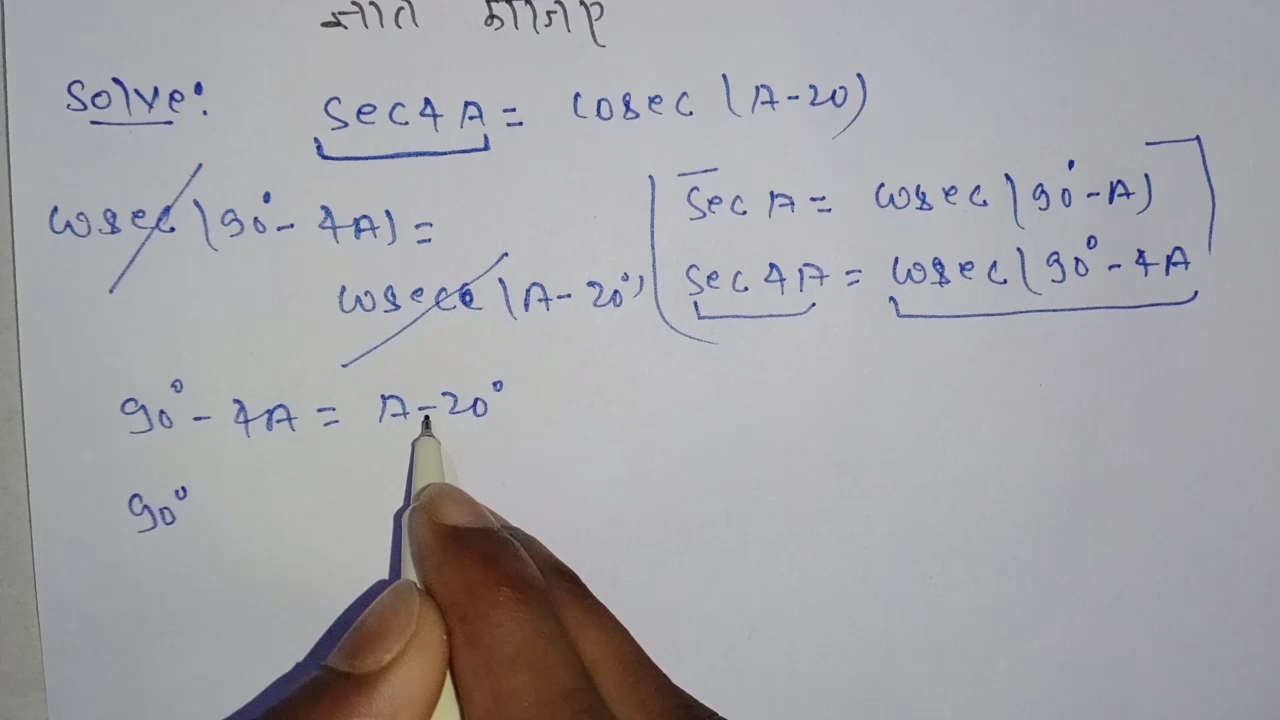 ज्ञात कीजिए
Solve:
sec4A = cosec (A-20)
cosec (90° - 4A) =
cosec (A-20°)
sec A = cosec (90°-A)
sec 4A = cosec (90° - 4A
90° - 4A = A-20°
90°